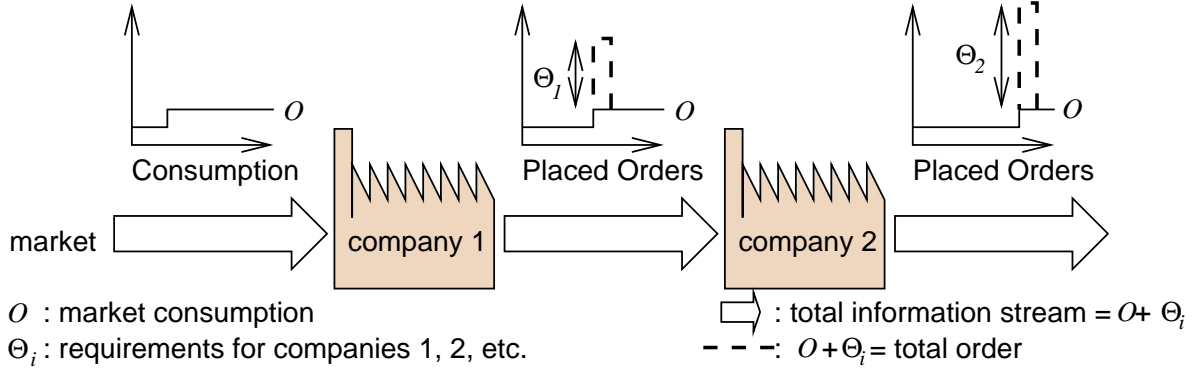 Θ1
Θ2
O
O
O
Consumption
Placed Orders
Placed Orders
market
company 1
company 2
O : market consumption
: total information stream = O + Θi
Θi : requirements for companies 1, 2, etc.
: O + Θi = total order